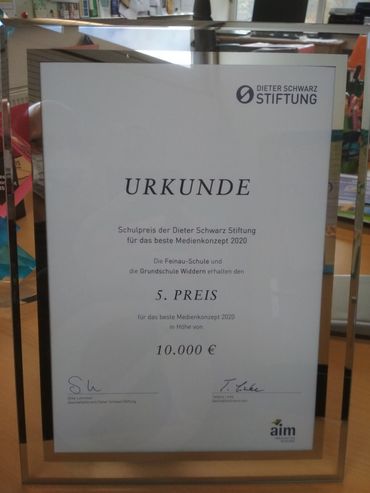 DIETER SCHWARZ
STIFTUNG
URKUNDE
Schulpreis der Dieter Schwarz Stiftung
für das beste Medienkonzept 2020
Die Feinau-Schule und
die Grundschule Widdern erhalten den
5. PREIS
für das beste Medienkonzept 2020
in Höhe von
10.000 €
aim